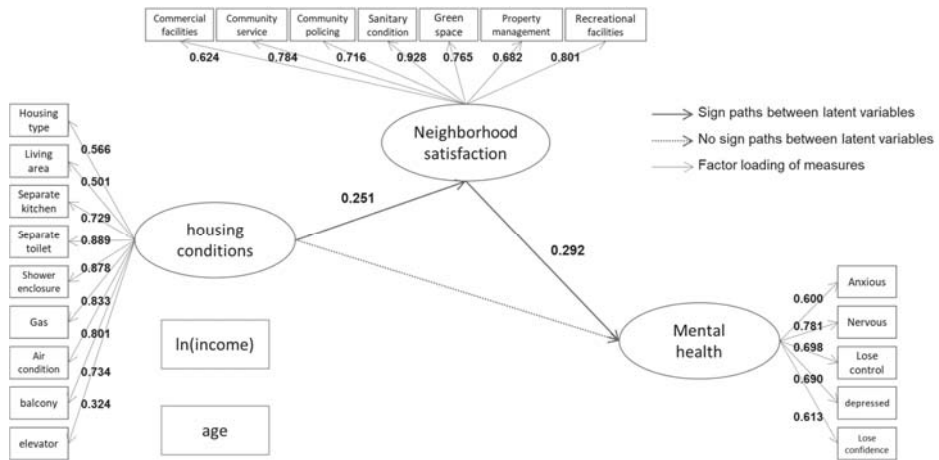 Commercial
facilities
Community
service
Community
policing
Sanitary
condition
Green
space
Property
management
Recreational
facilities
0.624
0.784
0.716
0.928
0.765
0.682
0.801
Neighborhood
satisfaction
Sign paths between latent variables
No sign paths between latent variables
Factor loading of measures
Housing
type
Living
area
Separate
kitchen
Separate
toilet
Shower
enclosure
Gas
Air
condition
balcony
elevator
0.566
0.501
0.729
0.889
0.878
0.833
0.801
0.734
0.324
housing
conditions
0.251
0.292
ln(income)
age
Mental
health
0.600
0.781
0.698
0.690
0.613
Anxious
Nervous
Lose
control
depressed
Lose
confidence